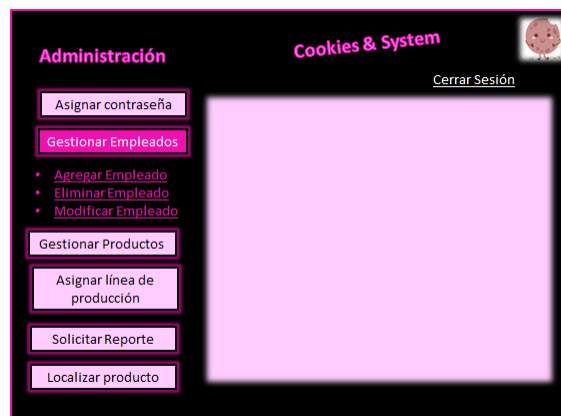 Administración
Cookies & System
Cerrar Sesión
Asignar contraseña
Gestionar Empleados
• Agregar Empleado
• Eliminar Empleado
• Modificar Empleado
Gestionar Productos
Asignar línea de
producción
Solicitar Reporte
Localizar producto